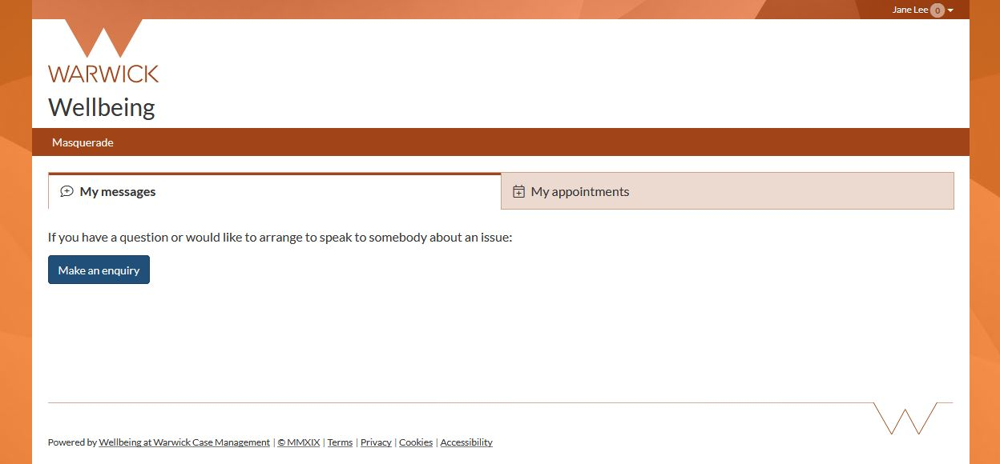 Jane Lee 0
WARWICK
Wellbeing
Masquerade
My messages
My appointments
If you have a question or would like to arrange to speak to somebody about an issue:
Make an enquiry
Powered by Wellbeing at Warwick Case Management | © MMXIX | Terms | Privacy | Cookies | Accessibility